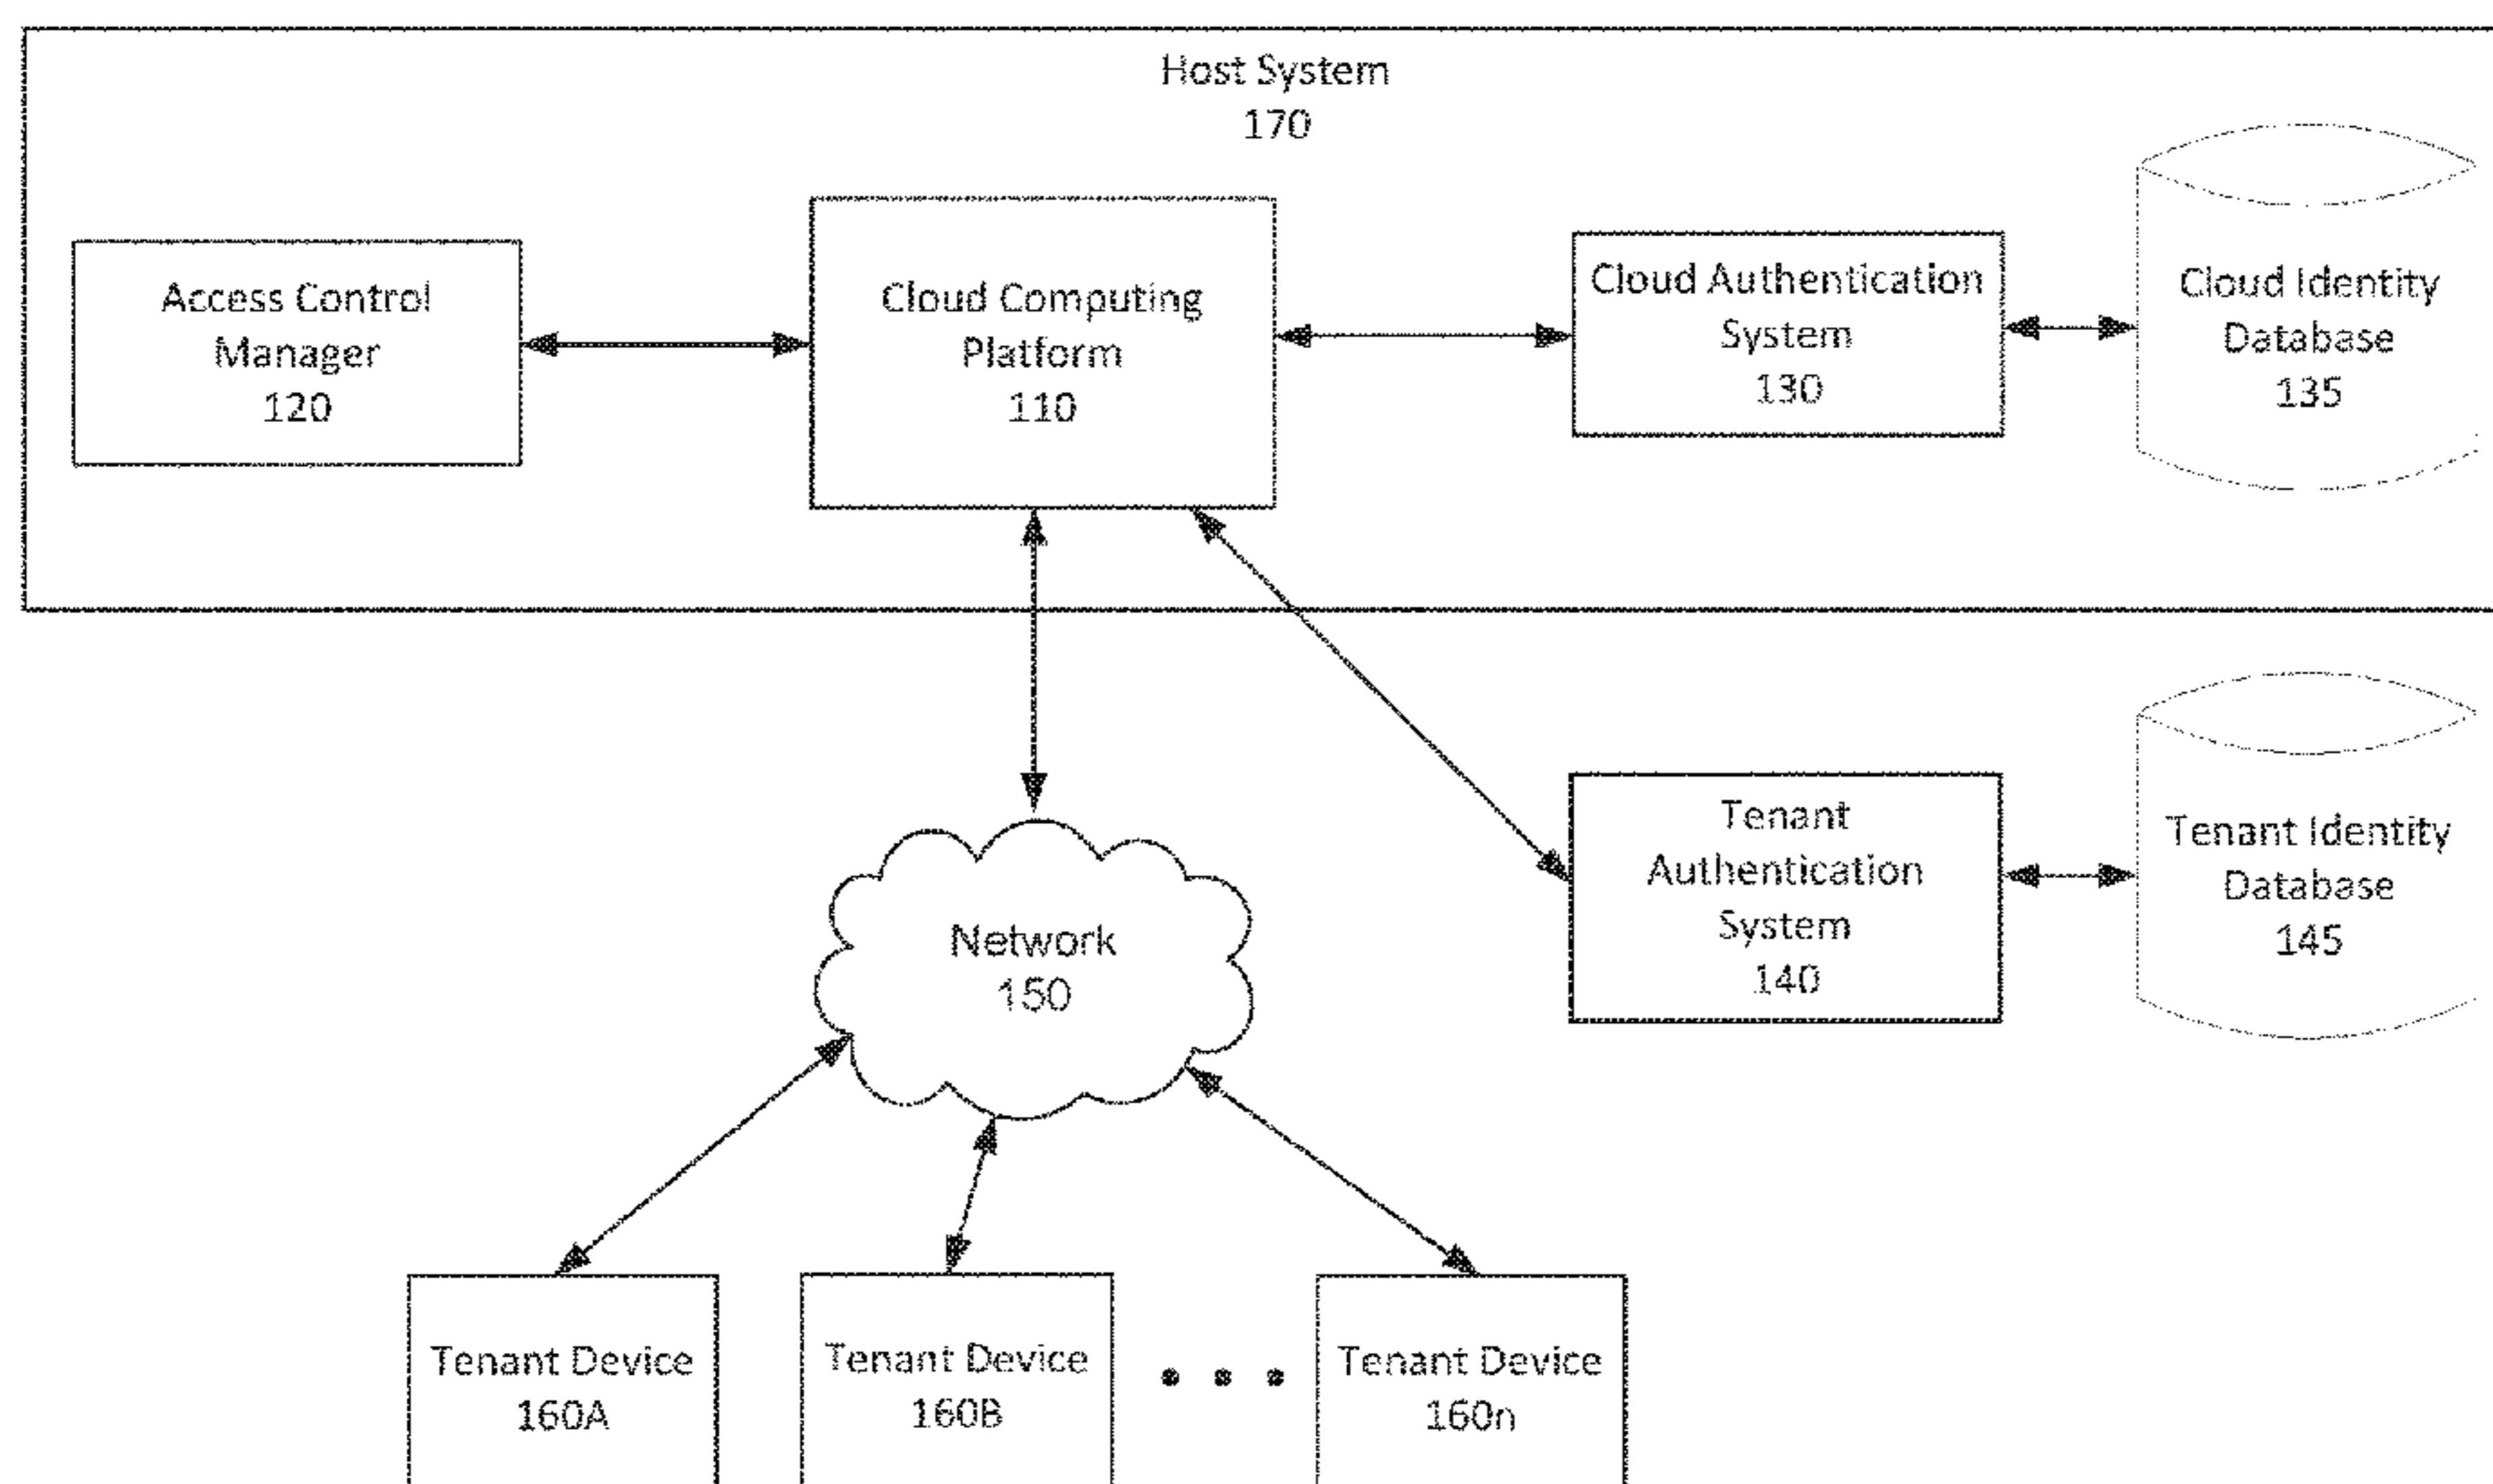 Host System
170
Access Control
Manager
120
Cloud Computing
Platform
110
Cloud Authentication
System
130
Cloud Identity
Database
135
Tenant
Authentication
System
140
Tenant Identity
Database
145
Network
150
Tenant Device
160A
Tenant Device
160B
Tenant Device
160n